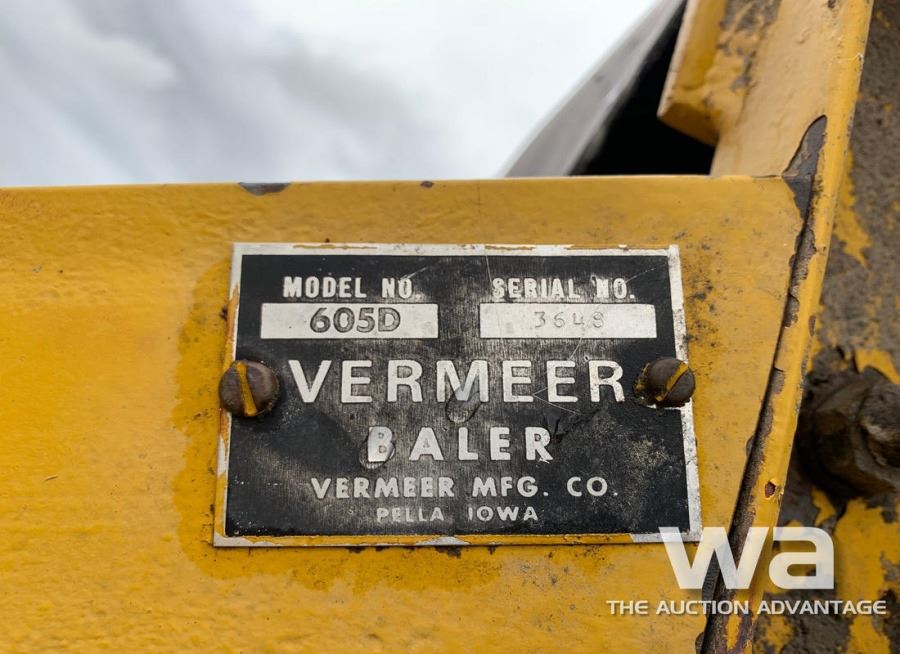 MODEL NO. SERIAL NO.
605D 3648
VERMEER
BALER
VERMEER MFG. CO.
PELLA IOWA
wa
THE AUCTION ADVANTAGE